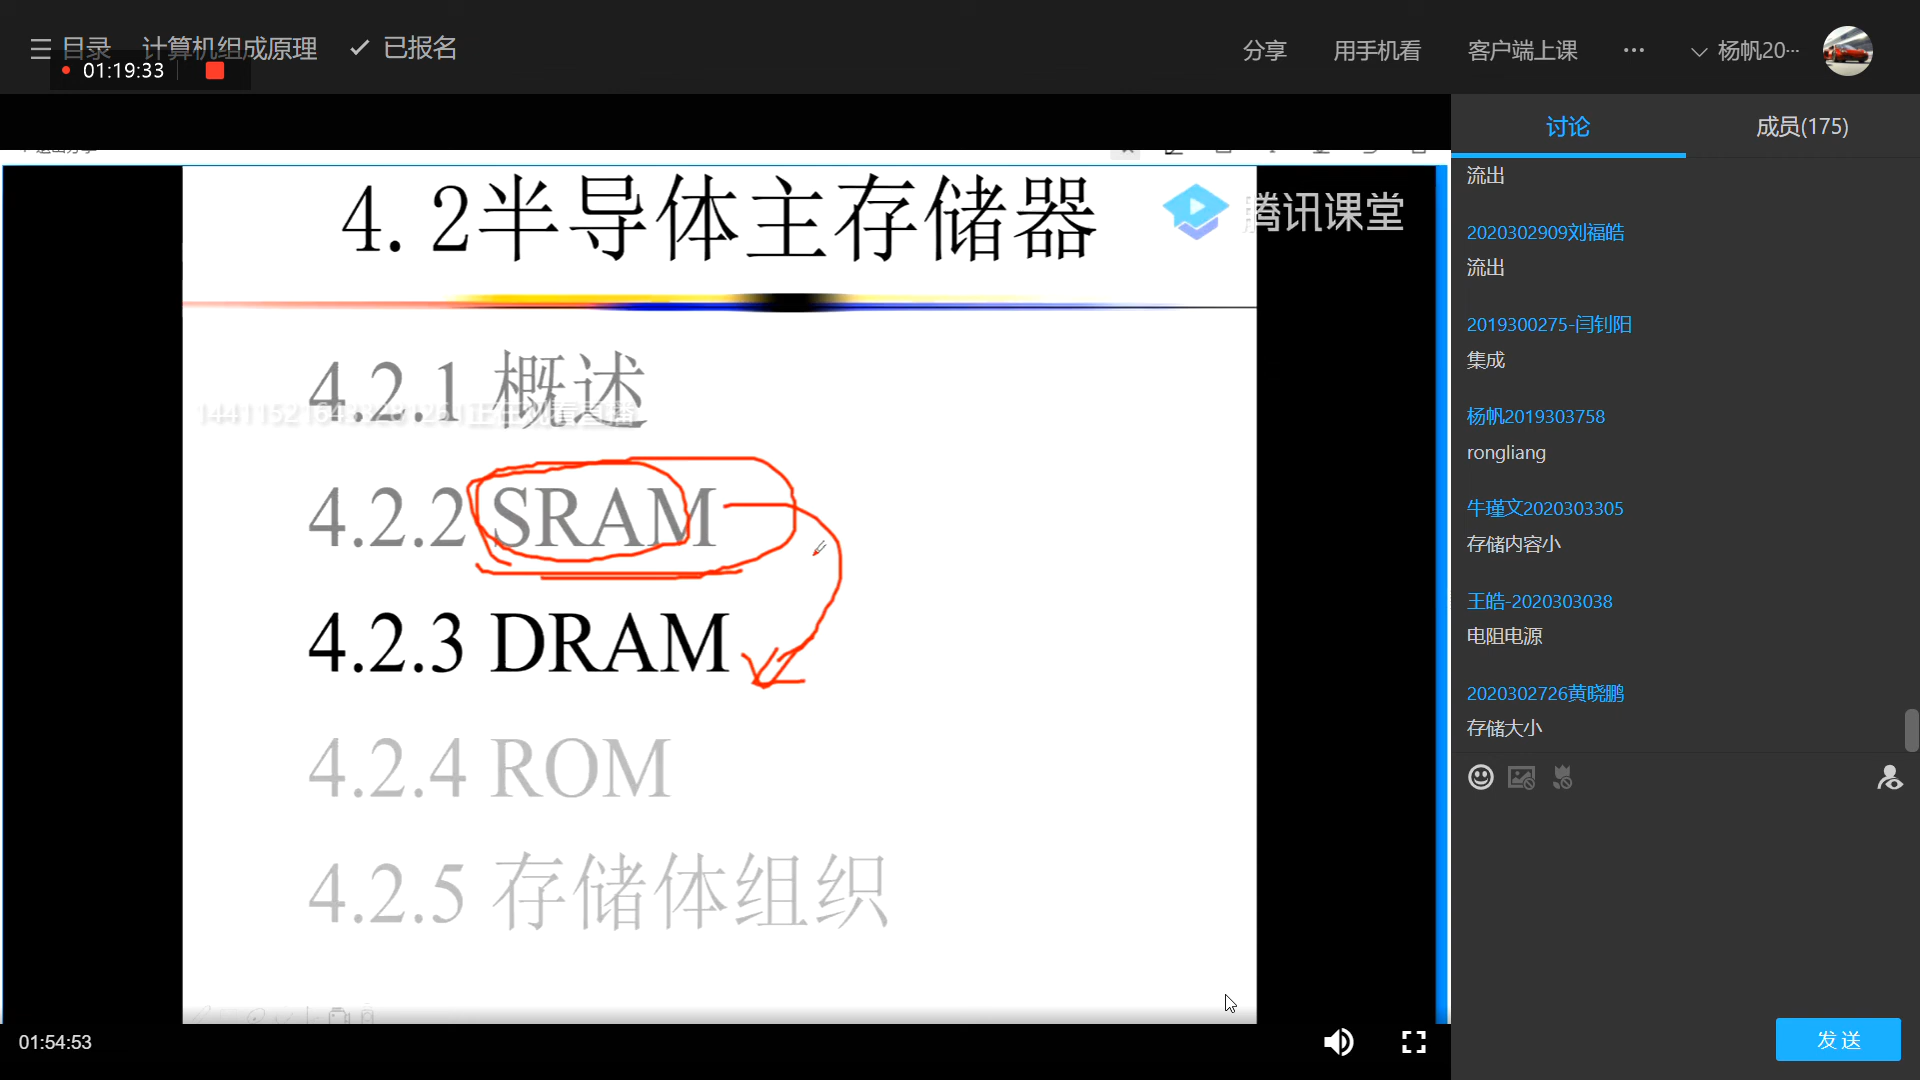 目录 计算机组成原理 已报名
01:19:33
分享 用手机看 客户端上课 ··· 杨帆20···
讨论 成员(175)
4.2半导体主存储器
腾讯课堂
4.2.1 概述
正在观看直播
4.2.2 SRAM
4.2.3 DRAM
4.2.4 ROM
4.2.5 存储体组织
01:54:53
流出
2020302909刘福皓
流出
2019300275-闫钊阳
集成
杨帆2019303758
rongliang
牛瑾文2020303305
存储内容小
王皓-2020303038
电阻电源
2020302726黄晓鹏
存储大小
发送